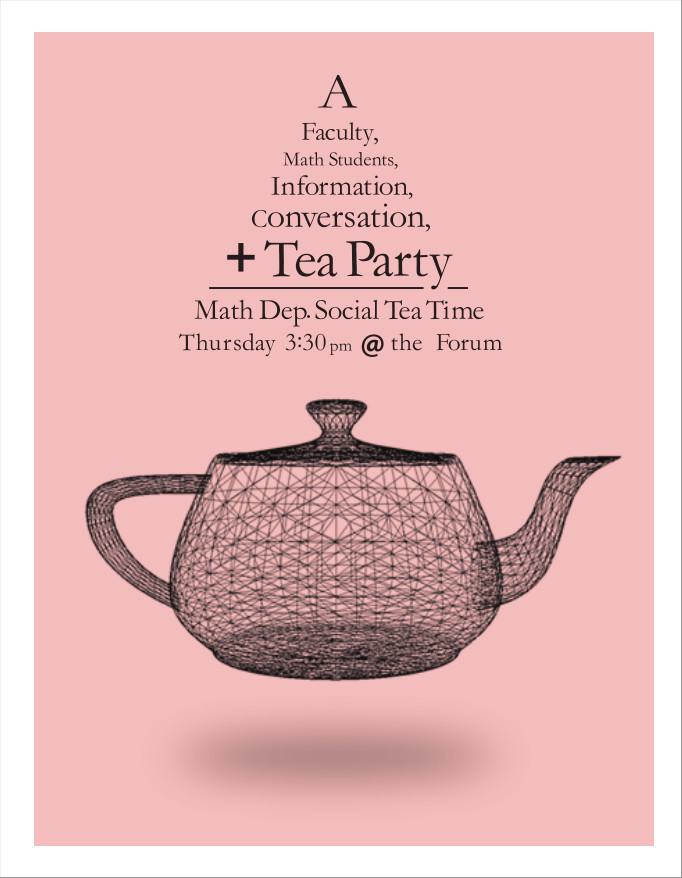 A
Faculty,
Math Students,
Information,
Conversation,
+ Tea Party
Math Dep. Social Tea Time
Thursday 3:30 pm @ the Forum